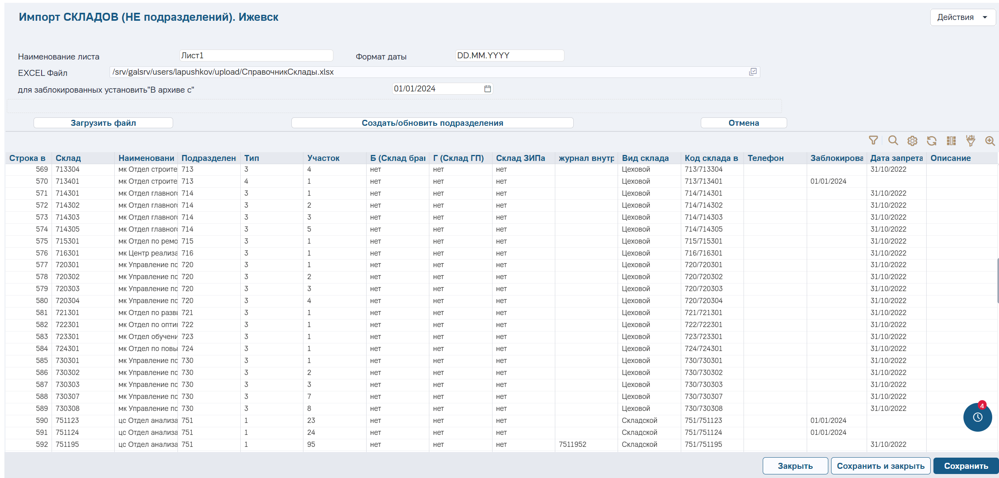 Импорт СКЛАДОВ (НЕ подразделений). Ижевск
Действия
Наименование листа Лист1 Формат даты DD.MM.YYYY
EXCEL Файл /srv/galsrv/users/lapushkov/upload/СправочникСклады.xlsx
для заблокированных установить"В архиве с" 01/01/2024
Загрузить файл Создать/обновить подразделения Отмена
Строка в Склад Наименовани Подразделен Тип Участок Б (Склад бран Г (Склад ГП) Склад ЗИПа журнал внутр Вид склада Код склада в Телефон Заблокирова Дата запрета Описание
569 713304 мк Отдел строите 713 3 4 нет нет нет Цеховой 713/713304 31/10/2022
570 713401 мк Отдел строите 713 4 1 нет нет нет Цеховой 713/713401 01/01/2024
571 714301 мк Отдел главного 714 3 1 нет нет нет Цеховой 714/714301 31/10/2022
572 714302 мк Отдел главного 714 3 2 нет нет нет Цеховой 714/714302 31/10/2022
573 714303 мк Отдел главного 714 3 3 нет нет нет Цеховой 714/714303 31/10/2022
574 714305 мк Отдел главного 714 3 5 нет нет нет Цеховой 714/714305 31/10/2022
575 715301 мк Отдел по ремо 715 3 1 нет нет нет Цеховой 715/715301 31/10/2022
576 716301 мк Центр реализа 716 3 1 нет нет нет Цеховой 716/716301 31/10/2022
577 720301 мк Управление по 720 3 1 нет нет нет Цеховой 720/720301 31/10/2022
578 720302 мк Управление по 720 3 2 нет нет нет Цеховой 720/720302 31/10/2022
579 720303 мк Управление по 720 3 3 нет нет нет Цеховой 720/720303 31/10/2022
580 720304 мк Управление по 720 3 4 нет нет нет Цеховой 720/720304 31/10/2022
581 721301 мк Отдел по разви 721 3 1 нет нет нет Цеховой 721/721301 31/10/2022
582 722301 мк Отдел по опти 722 3 1 нет нет нет Цеховой 722/722301 31/10/2022
583 723301 мк Отдел обучени 723 3 1 нет нет нет Цеховой 723/723301 31/10/2022
584 724301 мк Отдел по повы 724 3 1 нет нет нет Цеховой 724/724301 31/10/2022
585 730301 мк Управление по 730 3 1 нет нет нет Цеховой 730/730301 31/10/2022
586 730302 мк Управление по 730 3 2 нет нет нет Цеховой 730/730302 31/10/2022
587 730303 мк Управление по 730 3 3 нет нет нет Цеховой 730/730303 31/10/2022
588 730307 мк Управление по 730 3 7 нет нет нет Цеховой 730/730307 31/10/2022
589 730308 мк Управление по 730 3 8 нет нет нет Цеховой 730/730308 31/10/2022
4
590 751123 цс Отдел анализа 751 1 23 нет нет нет Складской 751/751123 01/01/2024
591 751124 цс Отдел анализа 751 1 24 нет нет нет Складской 751/751124 01/01/2024
592 751195 цс Отдел анализа 751 1 95 нет нет нет 7511952 Складской 751/751195 31/10/2022
Закрыть Сохранить и закрыть Сохранить